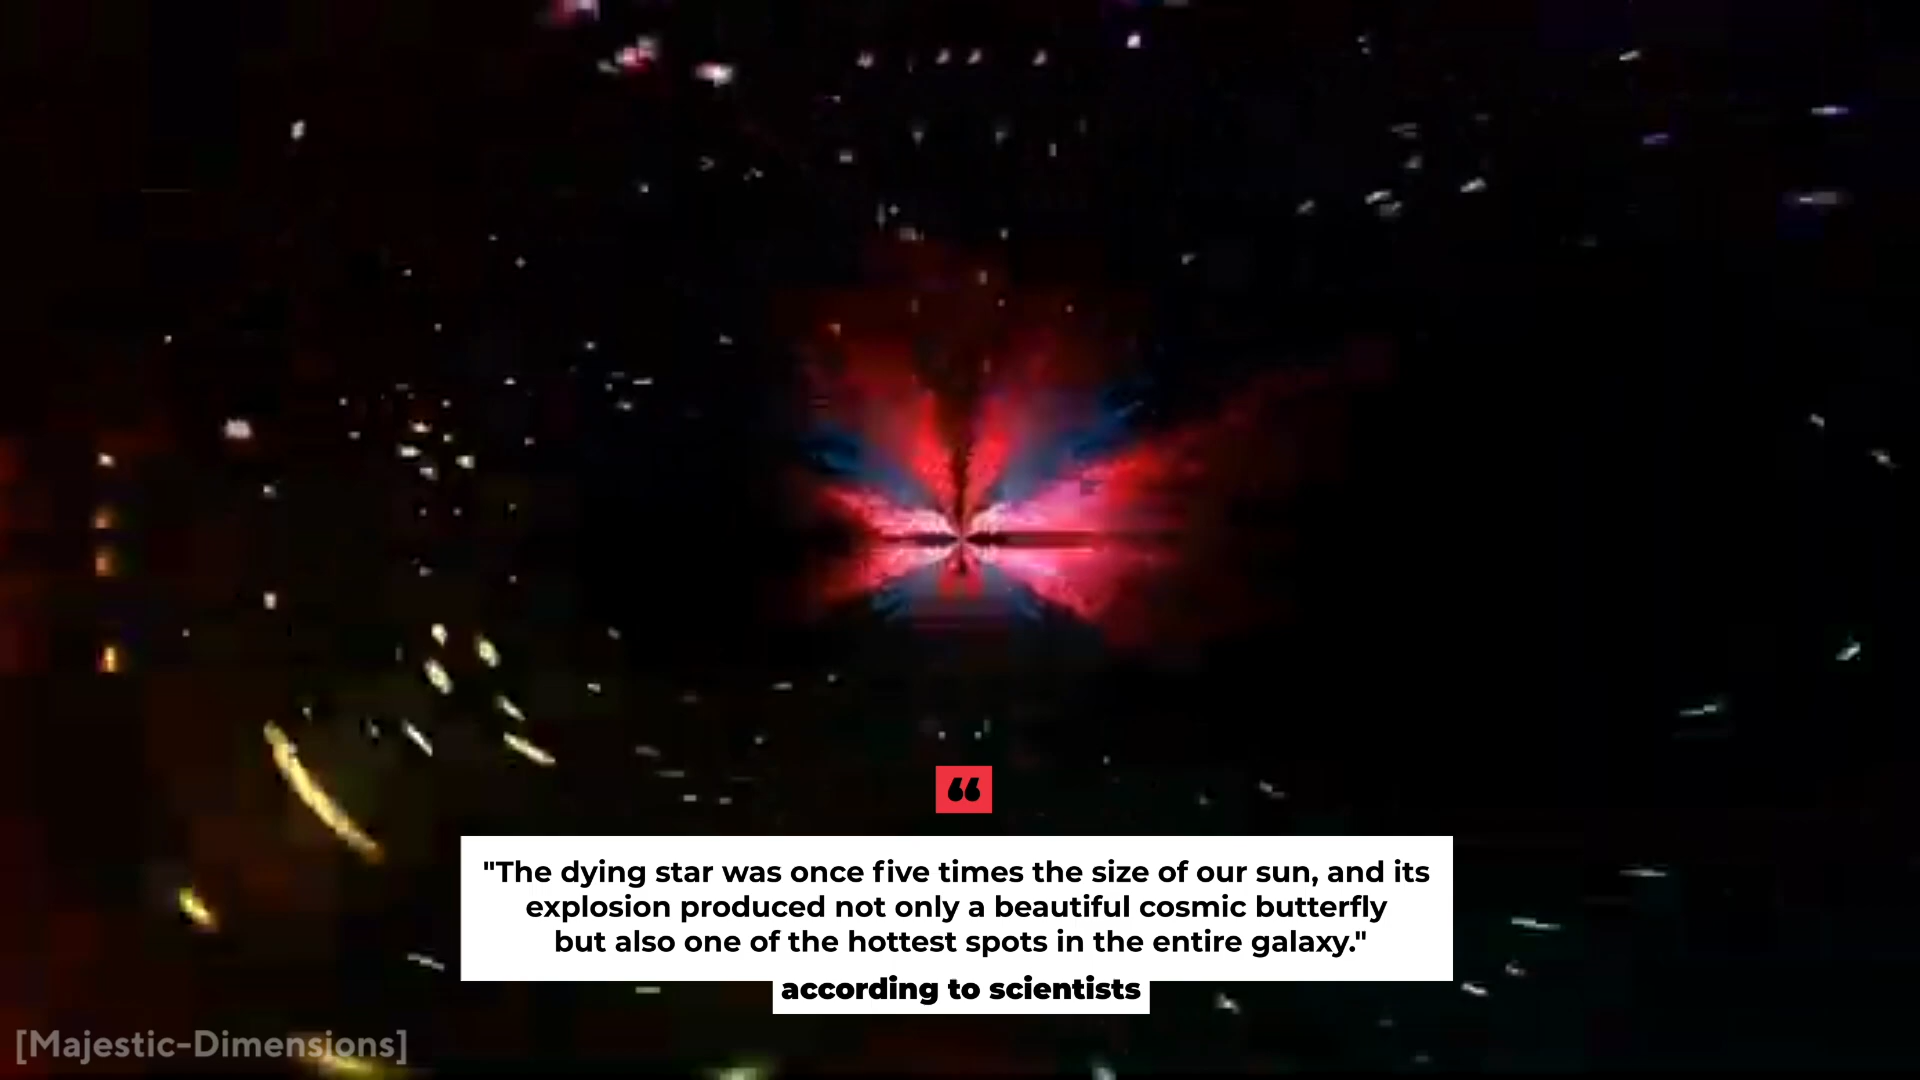 ❝
"The dying star was once five times the size of our sun, and its
explosion produced not only a beautiful cosmic butterfly
but also one of the hottest spots in the entire galaxy."
according to scientists
[Majestic-Dimensions]